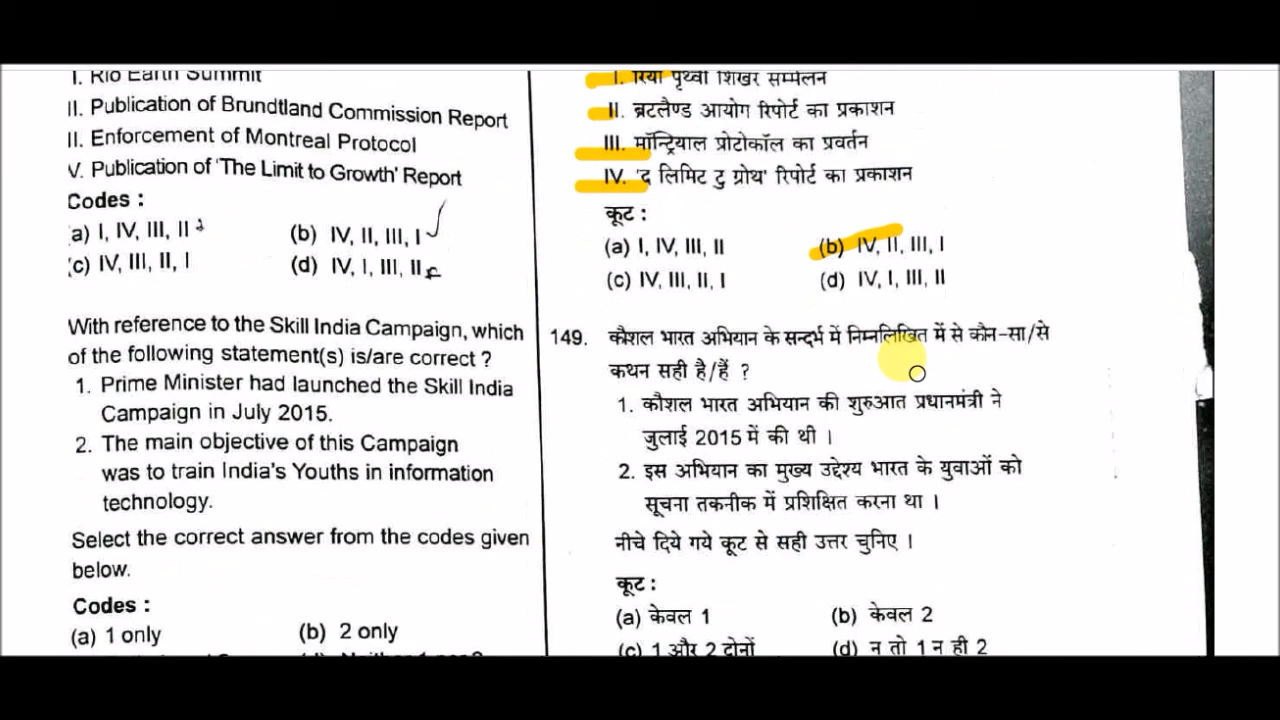 I. Rio Earth Summit
II. Publication of Brundtland Commission Report
II. Enforcement of Montreal Protocol
V. Publication of 'The Limit to Growth' Report
Codes :
a) I, IV, III, II
(b) IV, II, III, I
(c) IV, III, II, I
(d) IV, I, III, II
With reference to the Skill India Campaign, which
of the following statement(s) is/are correct ?
1. Prime Minister had launched the Skill India
Campaign in July 2015.
2. The main objective of this Campaign
was to train India's Youths in information
technology.
Select the correct answer from the codes given
below.
Codes :
(a) 1 only
(b) 2 only
I. रियो पृथ्वी शिखर सम्मेलन
II. ब्रटलैण्ड आयोग रिपोर्ट का प्रकाशन
III. मॉन्ट्रियाल प्रोटोकॉल का प्रवर्तन
IV. 'द लिमिट टु ग्रोथ' रिपोर्ट का प्रकाशन
कूट :
(a) I, IV, III, II
(b) IV, II, III, I
(c) IV, III, II, I
(d) IV, I, III, II
149. कौशल भारत अभियान के सन्दर्भ में निम्नलिखित में से कौन-सा/से
कथन सही है/हैं ?
1. कौशल भारत अभियान की शुरुआत प्रधानमंत्री ने
जुलाई 2015 में की थी ।
2. इस अभियान का मुख्य उद्देश्य भारत के युवाओं को
सूचना तकनीक में प्रशिक्षित करना था ।
नीचे दिये गये कूट से सही उत्तर चुनिए ।
कूट :
(a) केवल 1
(b) केवल 2
(c) 1 और 2 दोनों
(d) न तो 1 न ही 2